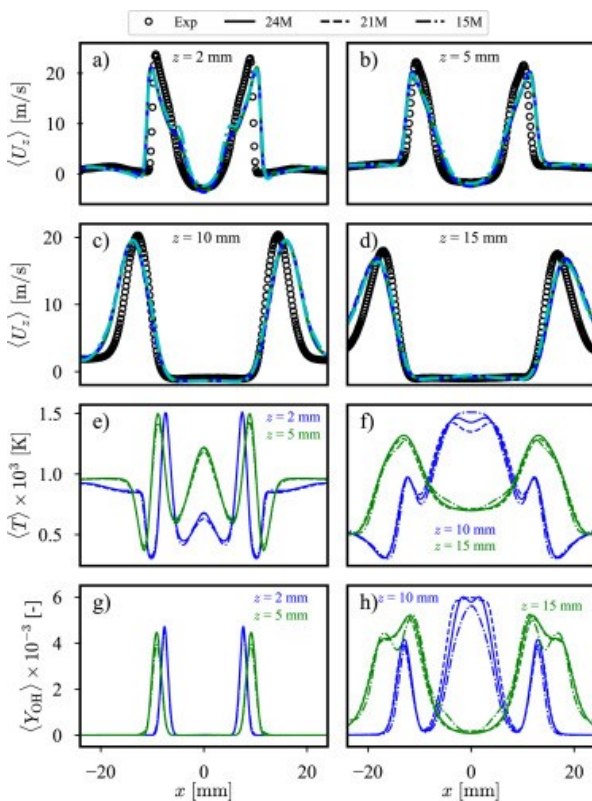 Exp 24M 21M 15M
a) z = 2 mm
b) z = 5 mm
⟨U_z⟩ [m/s]
20
10
0
c) z = 10 mm
d) z = 15 mm
⟨U_z⟩ [m/s]
20
10
0
e) z = 2 mm
z = 5 mm
f)
z = 10 mm
z = 15 mm
⟨T⟩ × 10³ [K]
1.5
1.0
0.5
g) z = 2 mm
z = 5 mm
h) z = 10 mm
z = 15 mm
⟨Y_OH⟩ × 10⁻³ [-]
6
4
2
0
−20 0 20
−20 0 20
x [mm]
x [mm]